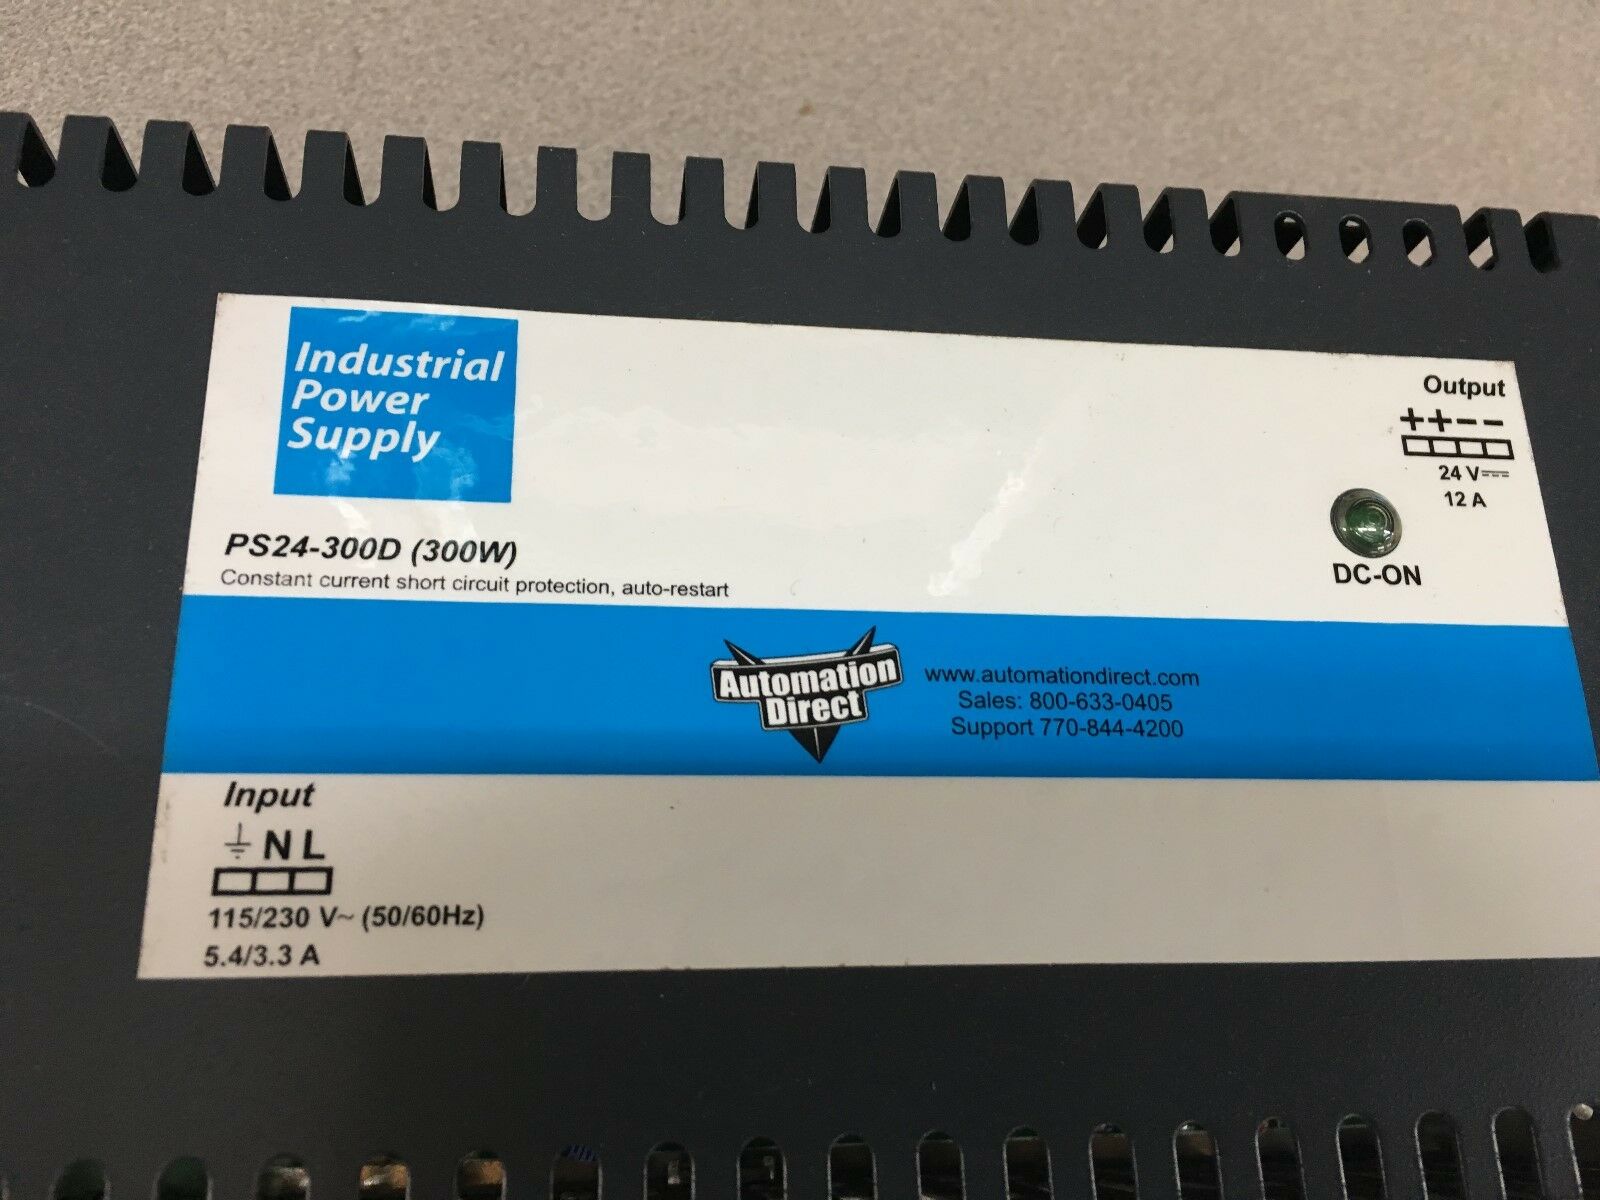 Industrial
Power
Supply
Output
++--
24 V⎓
12 A
PS24-300D (300W)
Constant current short circuit protection, auto-restart
DC-ON
Automation
Direct
www.automationdirect.com
Sales: 800-633-0405
Support 770-844-4200
Input
⏚ N L
115/230 V~ (50/60Hz)
5.4/3.3 A